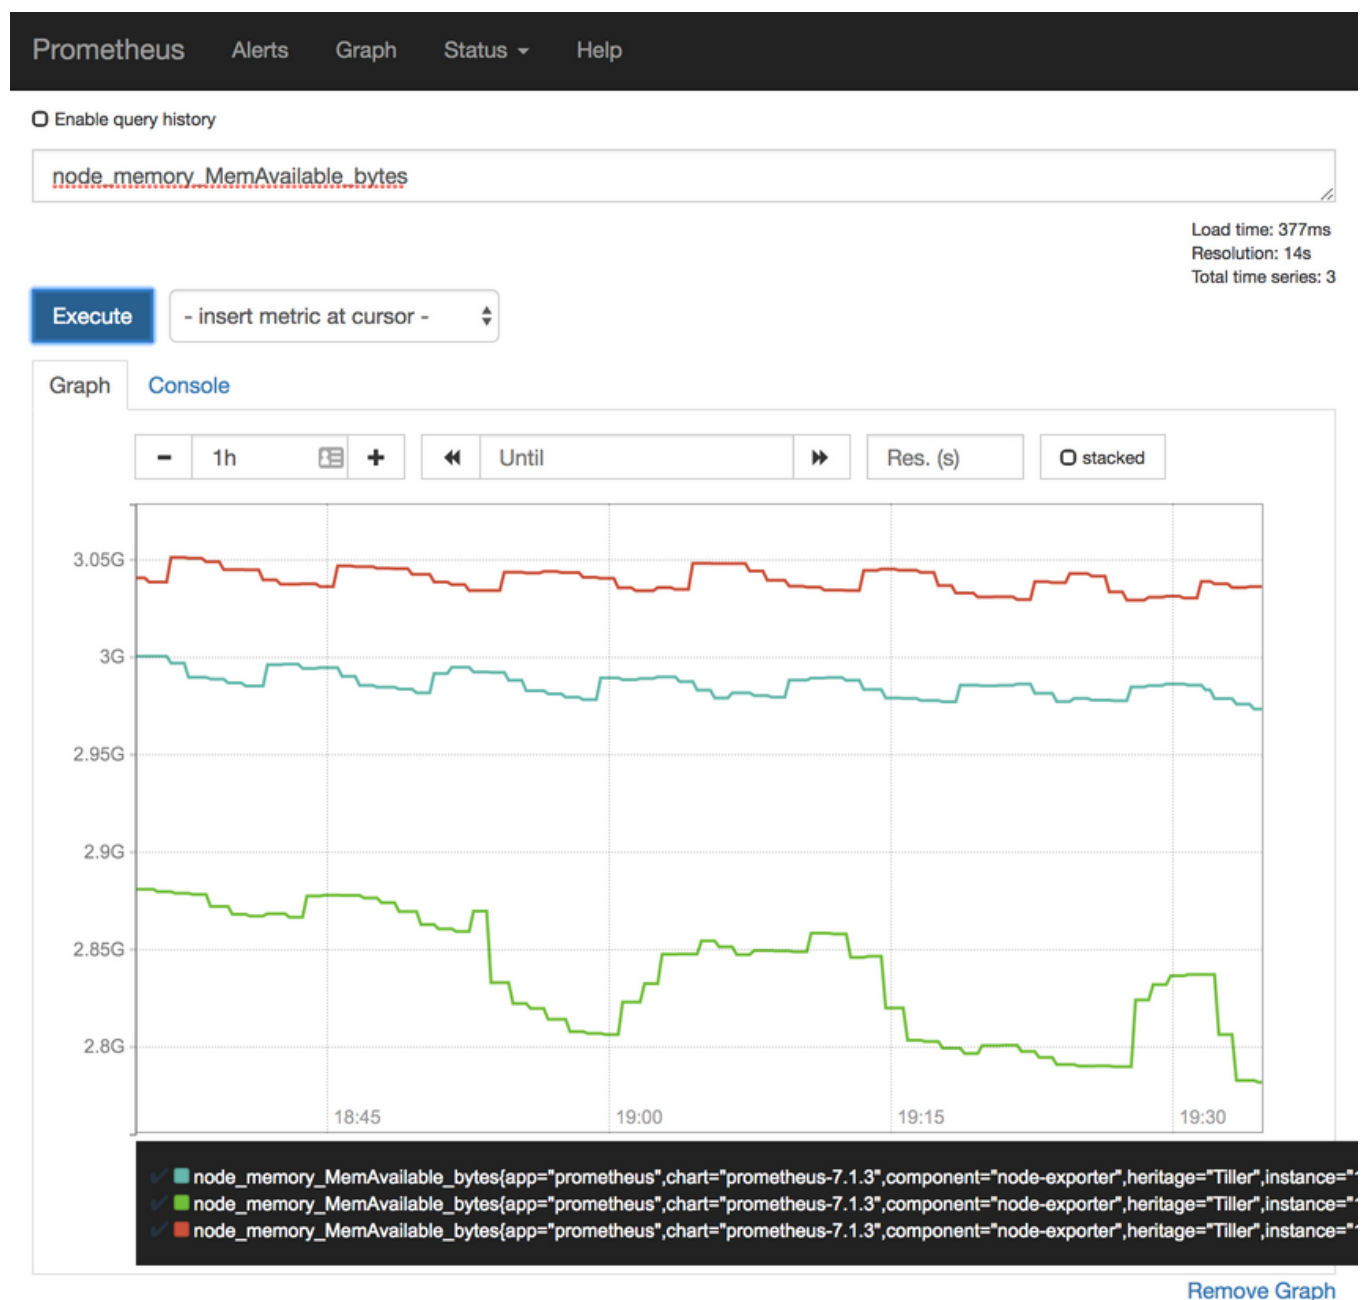 Prometheus Alerts Graph Status Help
Enable query history
node_memory_MemAvailable_bytes
Load time: 377ms
Resolution: 14s
Total time series: 3
Execute - insert metric at cursor -
Graph Console
1h Until Res. (s) stacked
3.05G
3G
2.95G
2.9G
2.85G
2.8G
18:45 19:00 19:15 19:30
node_memory_MemAvailable_bytes{app="prometheus",chart="prometheus-7.1.3",component="node-exporter",heritage="Tiller",instance="1
node_memory_MemAvailable_bytes{app="prometheus",chart="prometheus-7.1.3",component="node-exporter",heritage="Tiller",instance="1
node_memory_MemAvailable_bytes{app="prometheus",chart="prometheus-7.1.3",component="node-exporter",heritage="Tiller",instance="1
Remove Graph